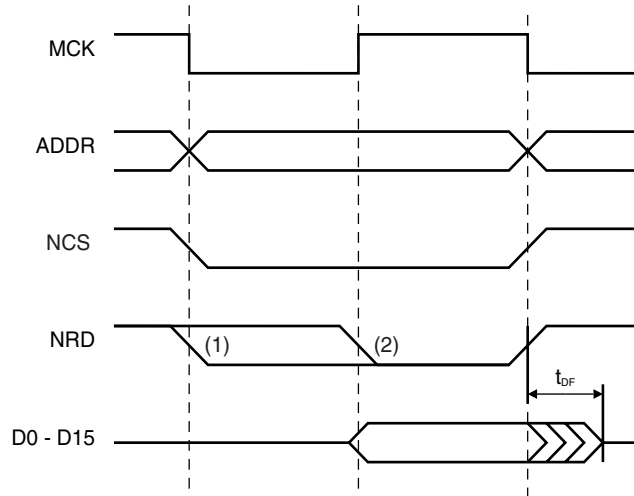 MCK
ADDR
NCS
NRD
(1)
(2)
tDF
D0 - D15